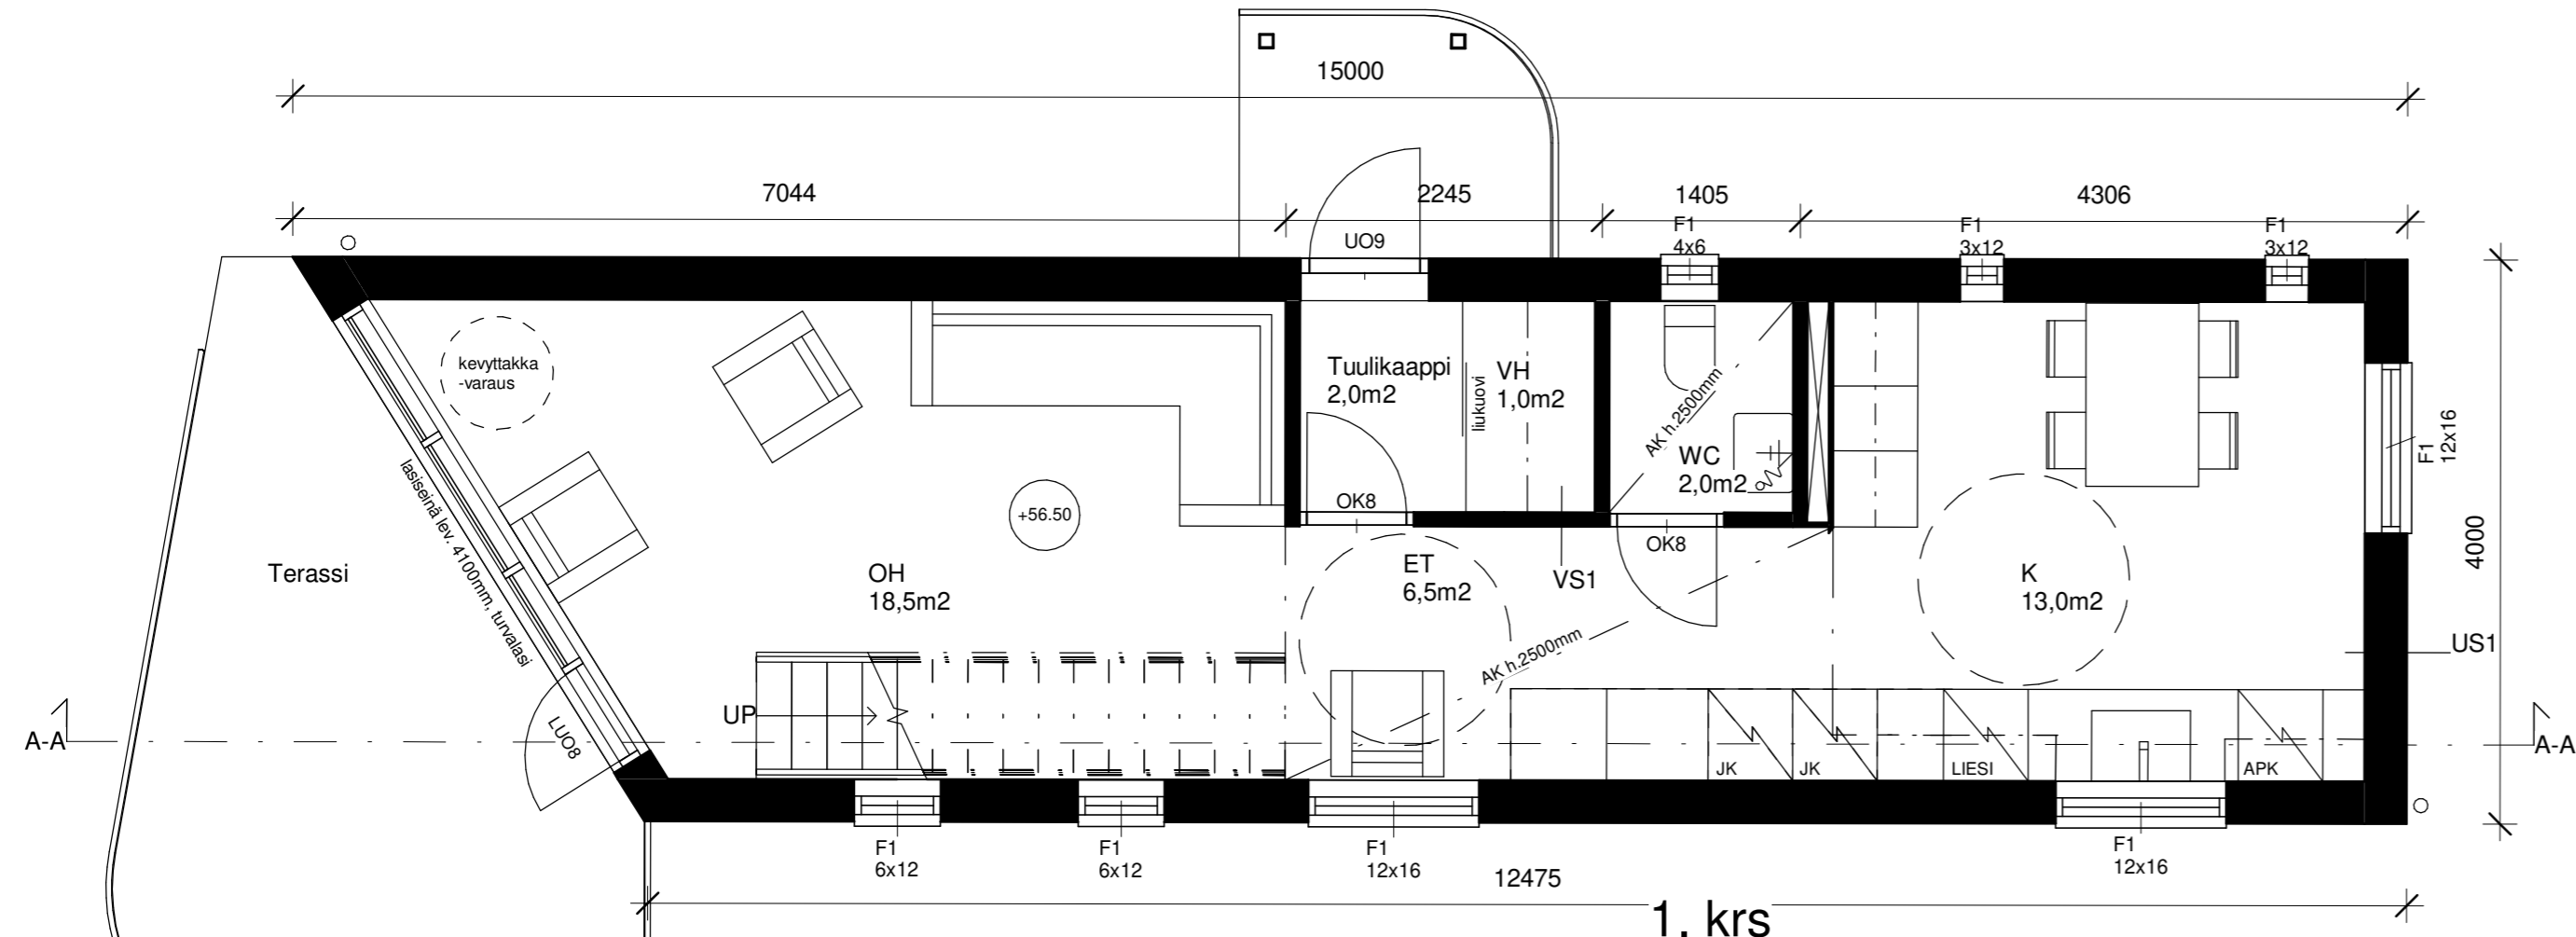 15000
7044
2245
1405
4306
UO9
F1
4x6
F1
3x12
F1
3x12
kevyttakka
-varaus
Tuulikaappi
2,0m2
liukuovi
VH
1,0m2
AK h.2500mm
WC
2,0m2
F1
12x16
OK8
+56.50
OK8
lasiseinä lev. 4100mm, turvalasi
Terassi
OH
18,5m2
ET
6,5m2
VS1
K
13,0m2
4000
US1
AK h.2500mm
UP
LUO8
A-A
A-A
JK
JK
LIESI
APK
F1
6x12
F1
6x12
F1
12x16
F1
12x16
12475
1. krs